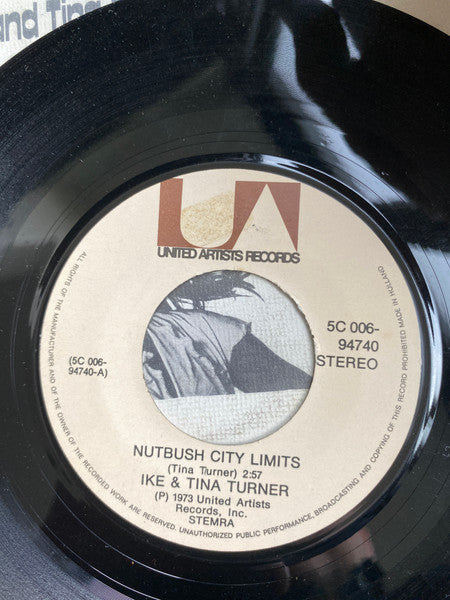 and Tina
UA
UNITED ARTISTS RECORDS
5C 006-
94740
STEREO
(5C 006-
94740-A)
NUTBUSH CITY LIMITS
(Tina Turner) 2:57
IKE & TINA TURNER
(P) 1973 United Artists
Records, Inc.
STEMRA
ALL RIGHTS OF THE MANUFACTURER AND OF THE OWNER OF THE RECORDED WORK ARE RESERVED. UNAUTHORIZED PUBLIC PERFORMANCE, BROADCASTING AND COPYING OF THIS RECORD PROHIBITED MADE IN HOLLAND